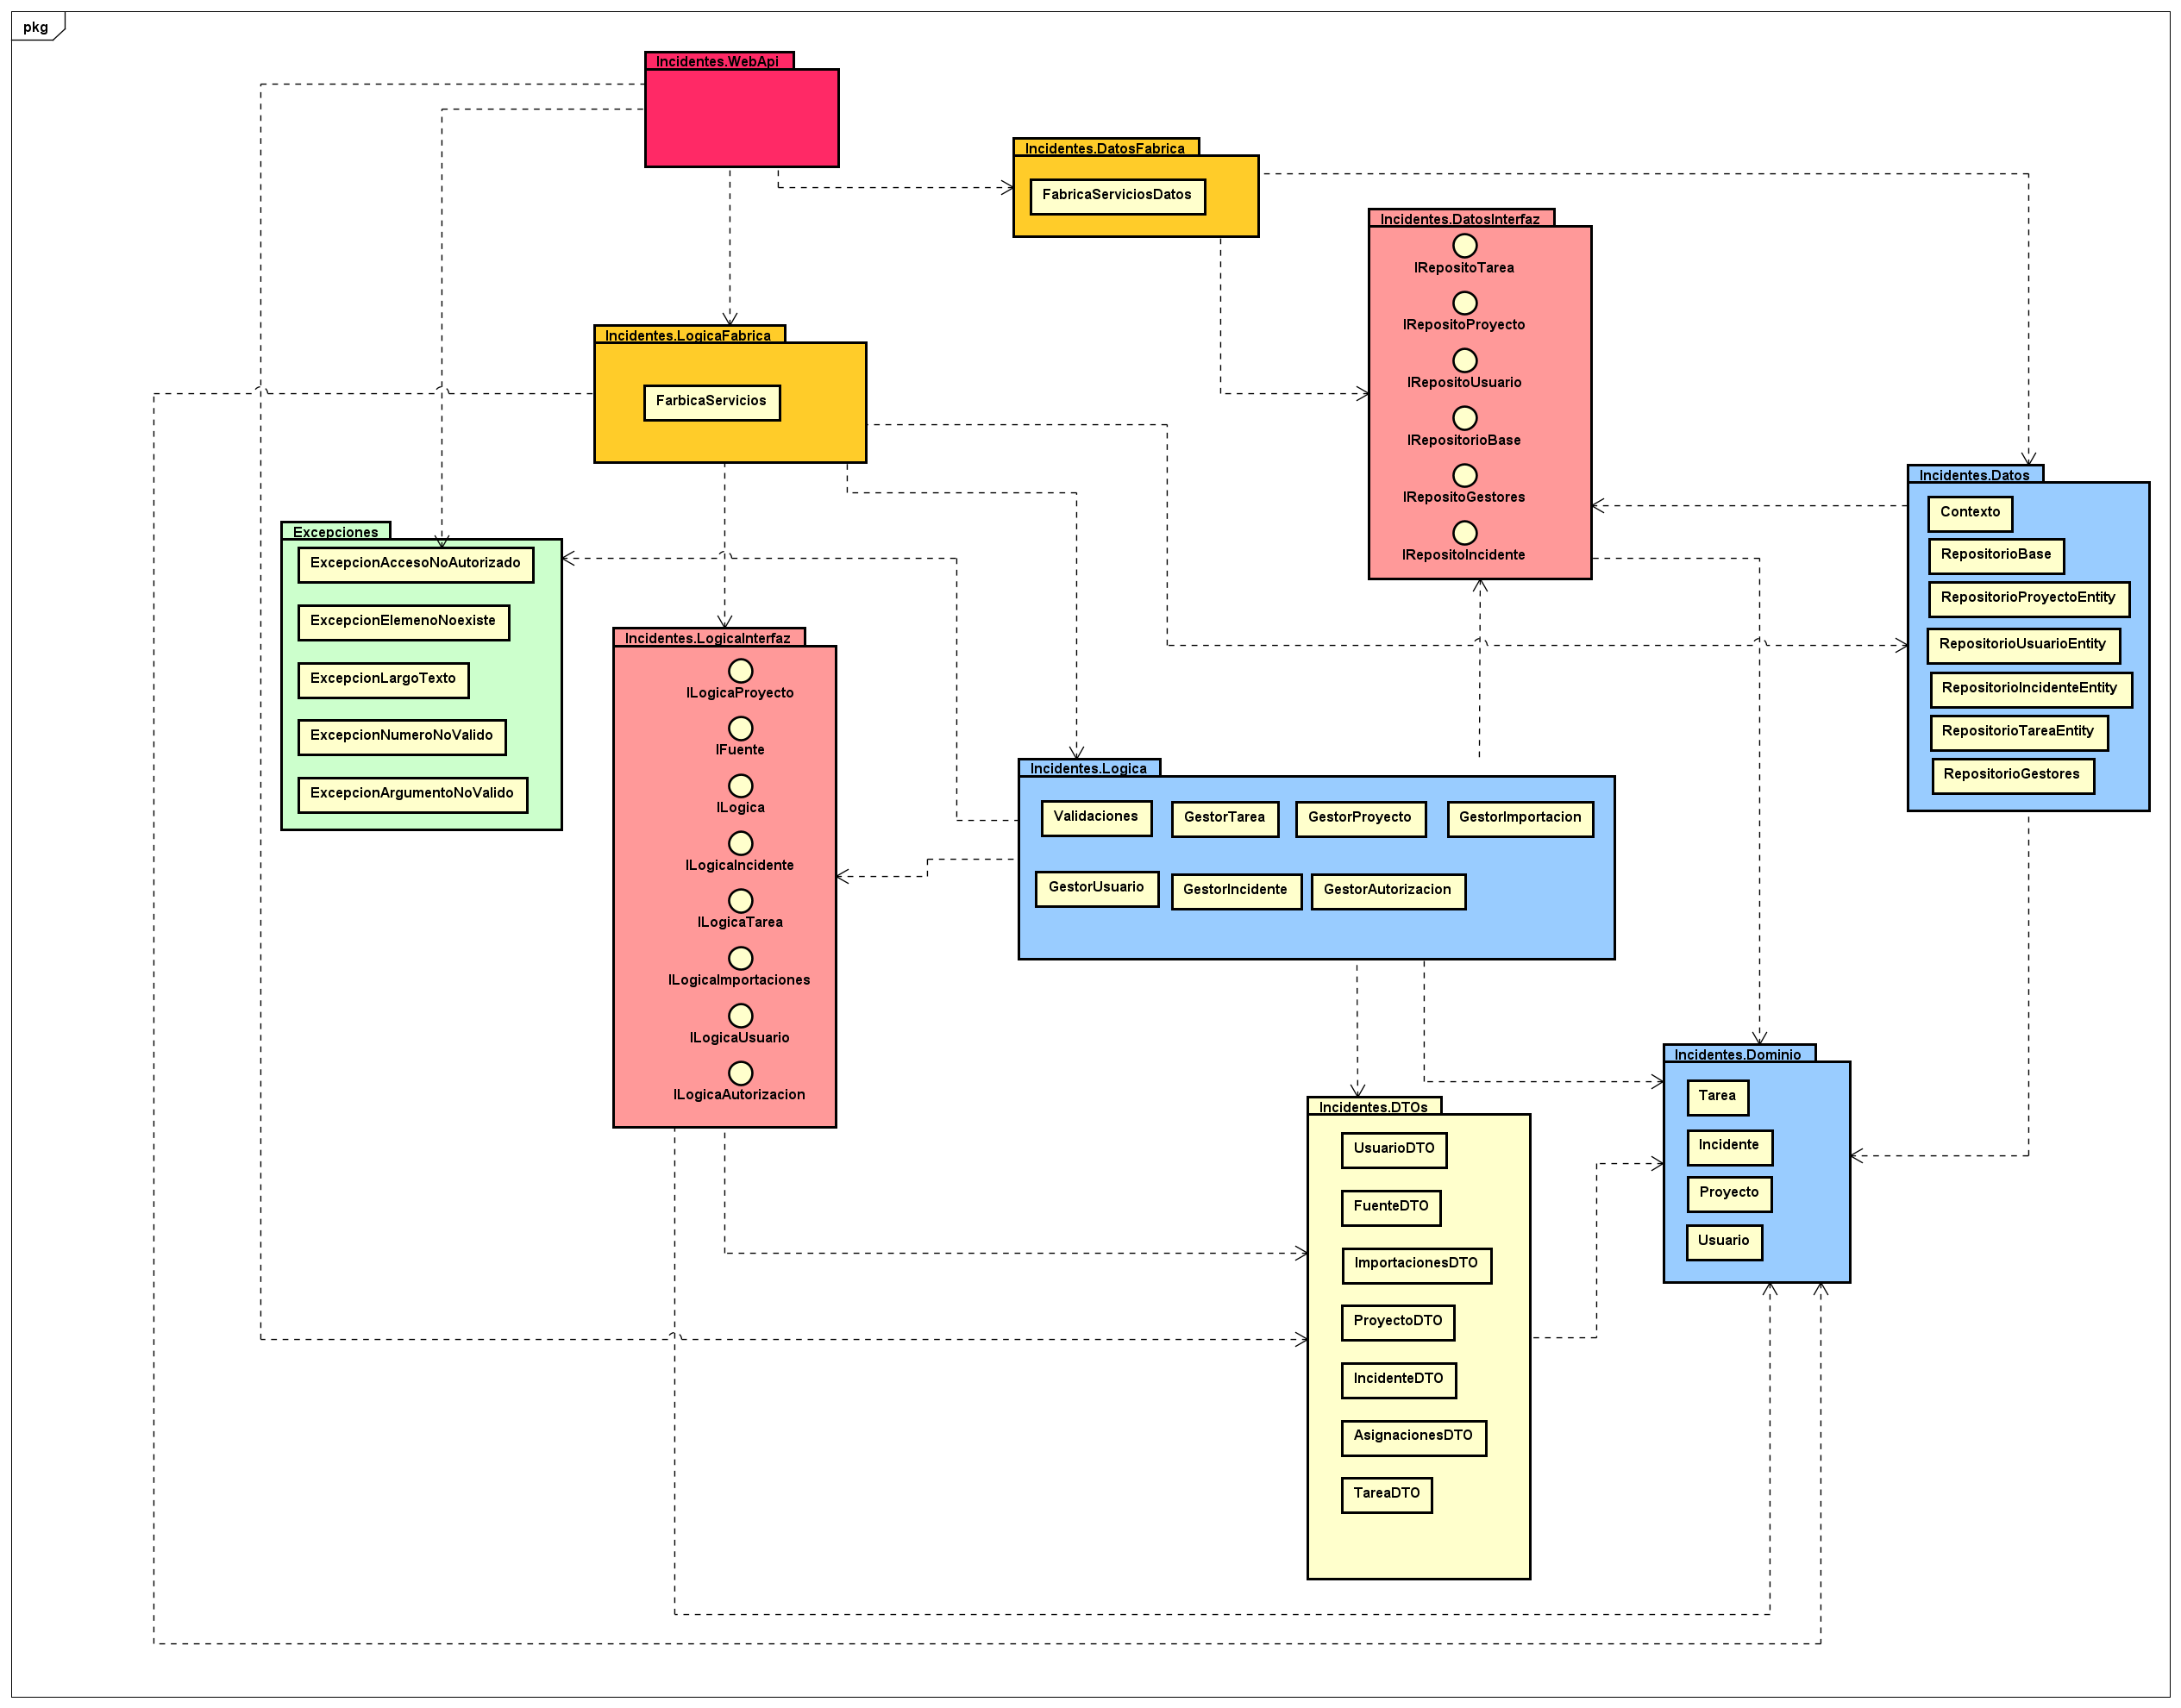 pkg
Incidentes.WebApi
Incidentes.DatosFabrica
FabricaServiciosDatos
Incidentes.DatosInterfaz
IRepositoTarea
IRepositoProyecto
IRepositoUsuario
IRepositorioBase
IRepositoGestores
IRepositoIncidente
Incidentes.LogicaFabrica
FarbicaServicios
Incidentes.Datos
Contexto
RepositorioBase
RepositorioProyectoEntity
RepositorioUsuarioEntity
RepositorioIncidenteEntity
RepositorioTareaEntity
RepositorioGestores
Excepciones
ExcepcionAccesoNoAutorizado
ExcepcionElemenoNoexiste
ExcepcionLargoTexto
ExcepcionNumeroNoValido
ExcepcionArgumentoNoValido
Incidentes.LogicaInterfaz
ILogicaProyecto
IFuente
ILogica
ILogicaIncidente
ILogicaTarea
ILogicaImportaciones
ILogicaUsuario
ILogicaAutorizacion
Incidentes.Logica
Validaciones
GestorTarea
GestorProyecto
GestorImportacion
GestorUsuario
GestorIncidente
GestorAutorizacion
Incidentes.Dominio
Tarea
Incidente
Proyecto
Usuario
Incidentes.DTOs
UsuarioDTO
FuenteDTO
ImportacionesDTO
ProyectoDTO
IncidenteDTO
AsignacionesDTO
TareaDTO